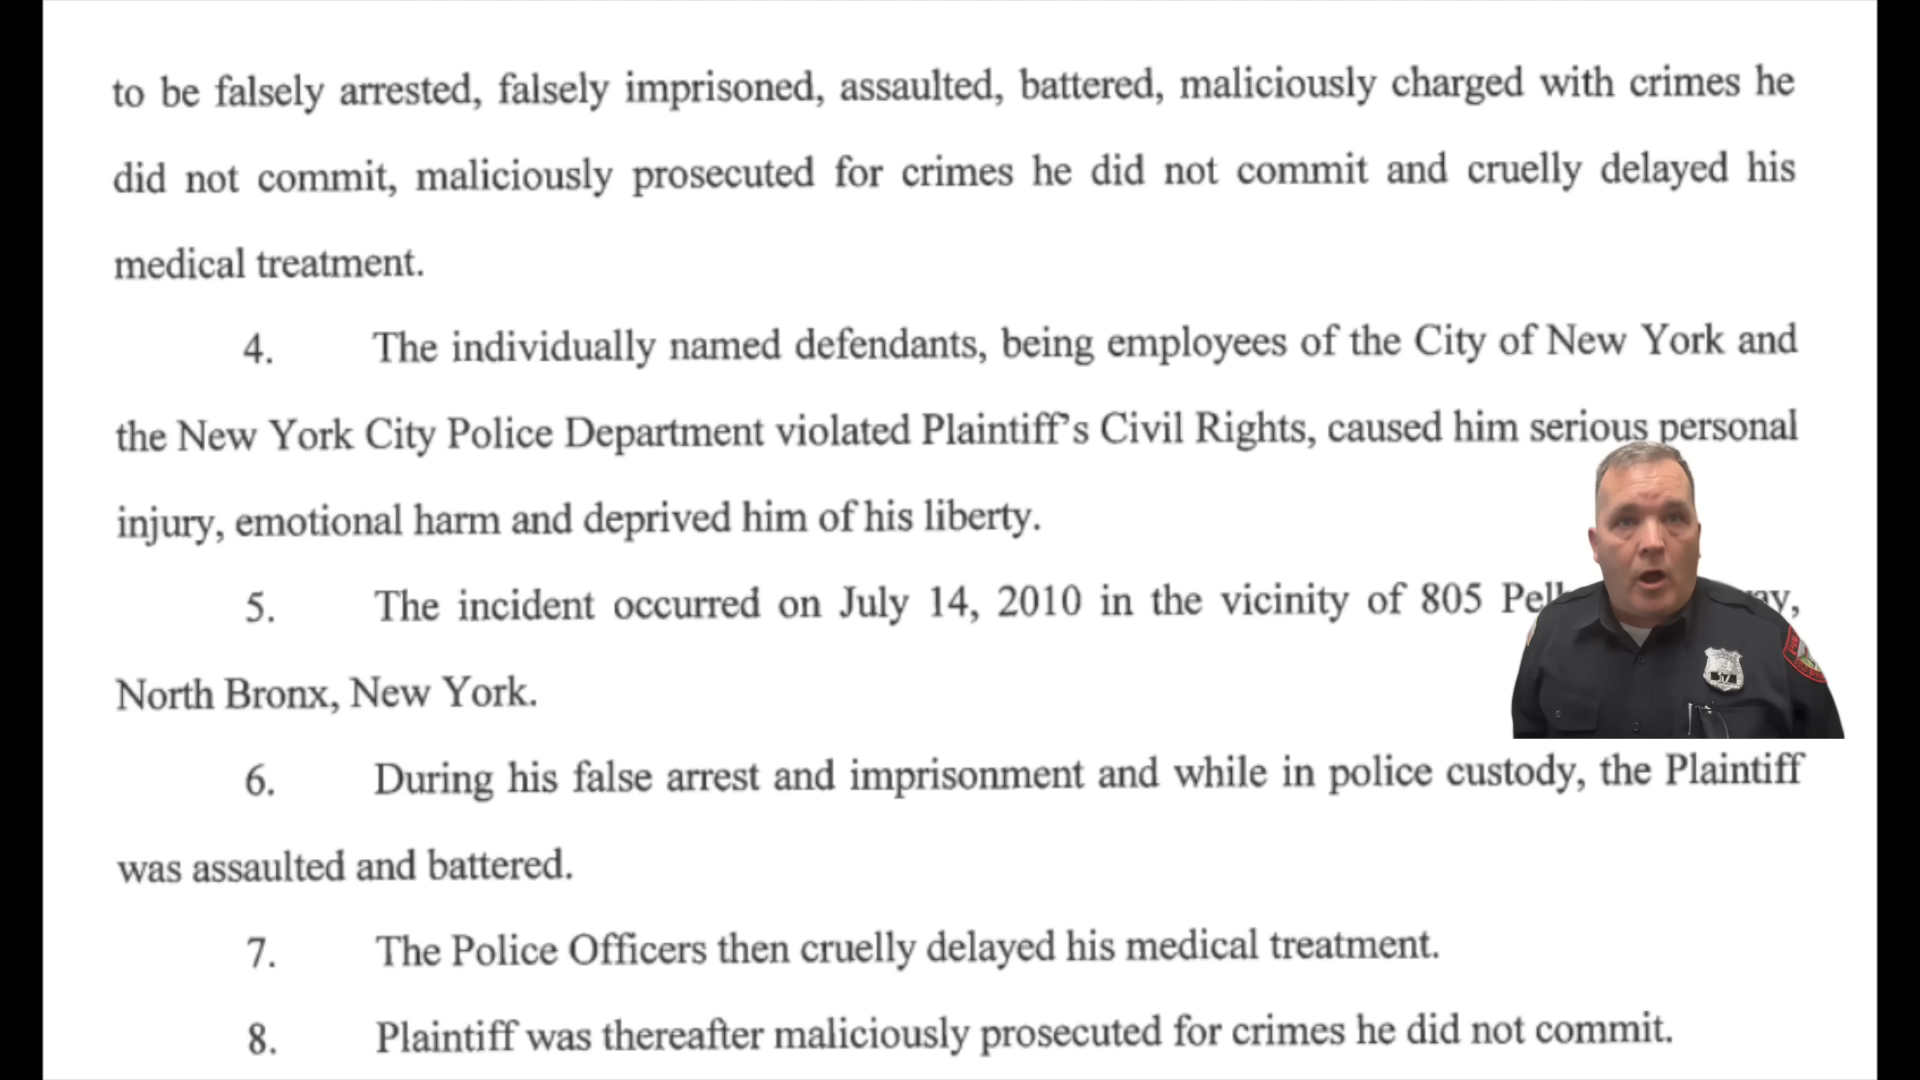 to be falsely arrested, falsely imprisoned, assaulted, battered, maliciously charged with crimes he
did not commit, maliciously prosecuted for crimes he did not commit and cruelly delayed his
medical treatment.
4. The individually named defendants, being employees of the City of New York and
the New York City Police Department violated Plaintiff's Civil Rights, caused him serious personal
injury, emotional harm and deprived him of his liberty.
5. The incident occurred on July 14, 2010 in the vicinity of 805
North Bronx, New York.
6. During his false arrest and imprisonment and while in police custody, the Plaintiff
was assaulted and battered.
7. The Police Officers then cruelly delayed his medical treatment.
8. Plaintiff was thereafter maliciously prosecuted for crimes he did not commit.
17